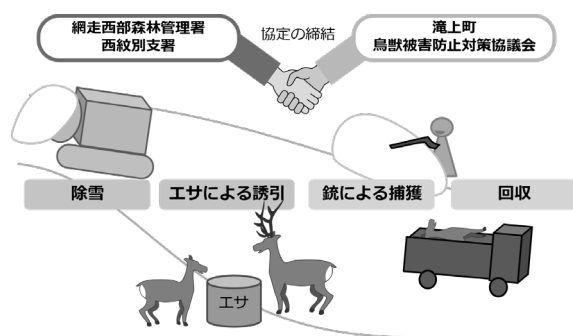 網走西部森林管理署
西紋別支署
協定の締結
滝上町
鳥獣被害防止対策協議会
除雪
エサによる誘引
銃による捕獲
回収
エサ